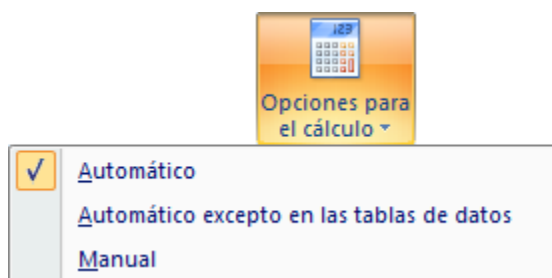 123
Opciones para
el cálculo
Automático
Automático excepto en las tablas de datos
Manual